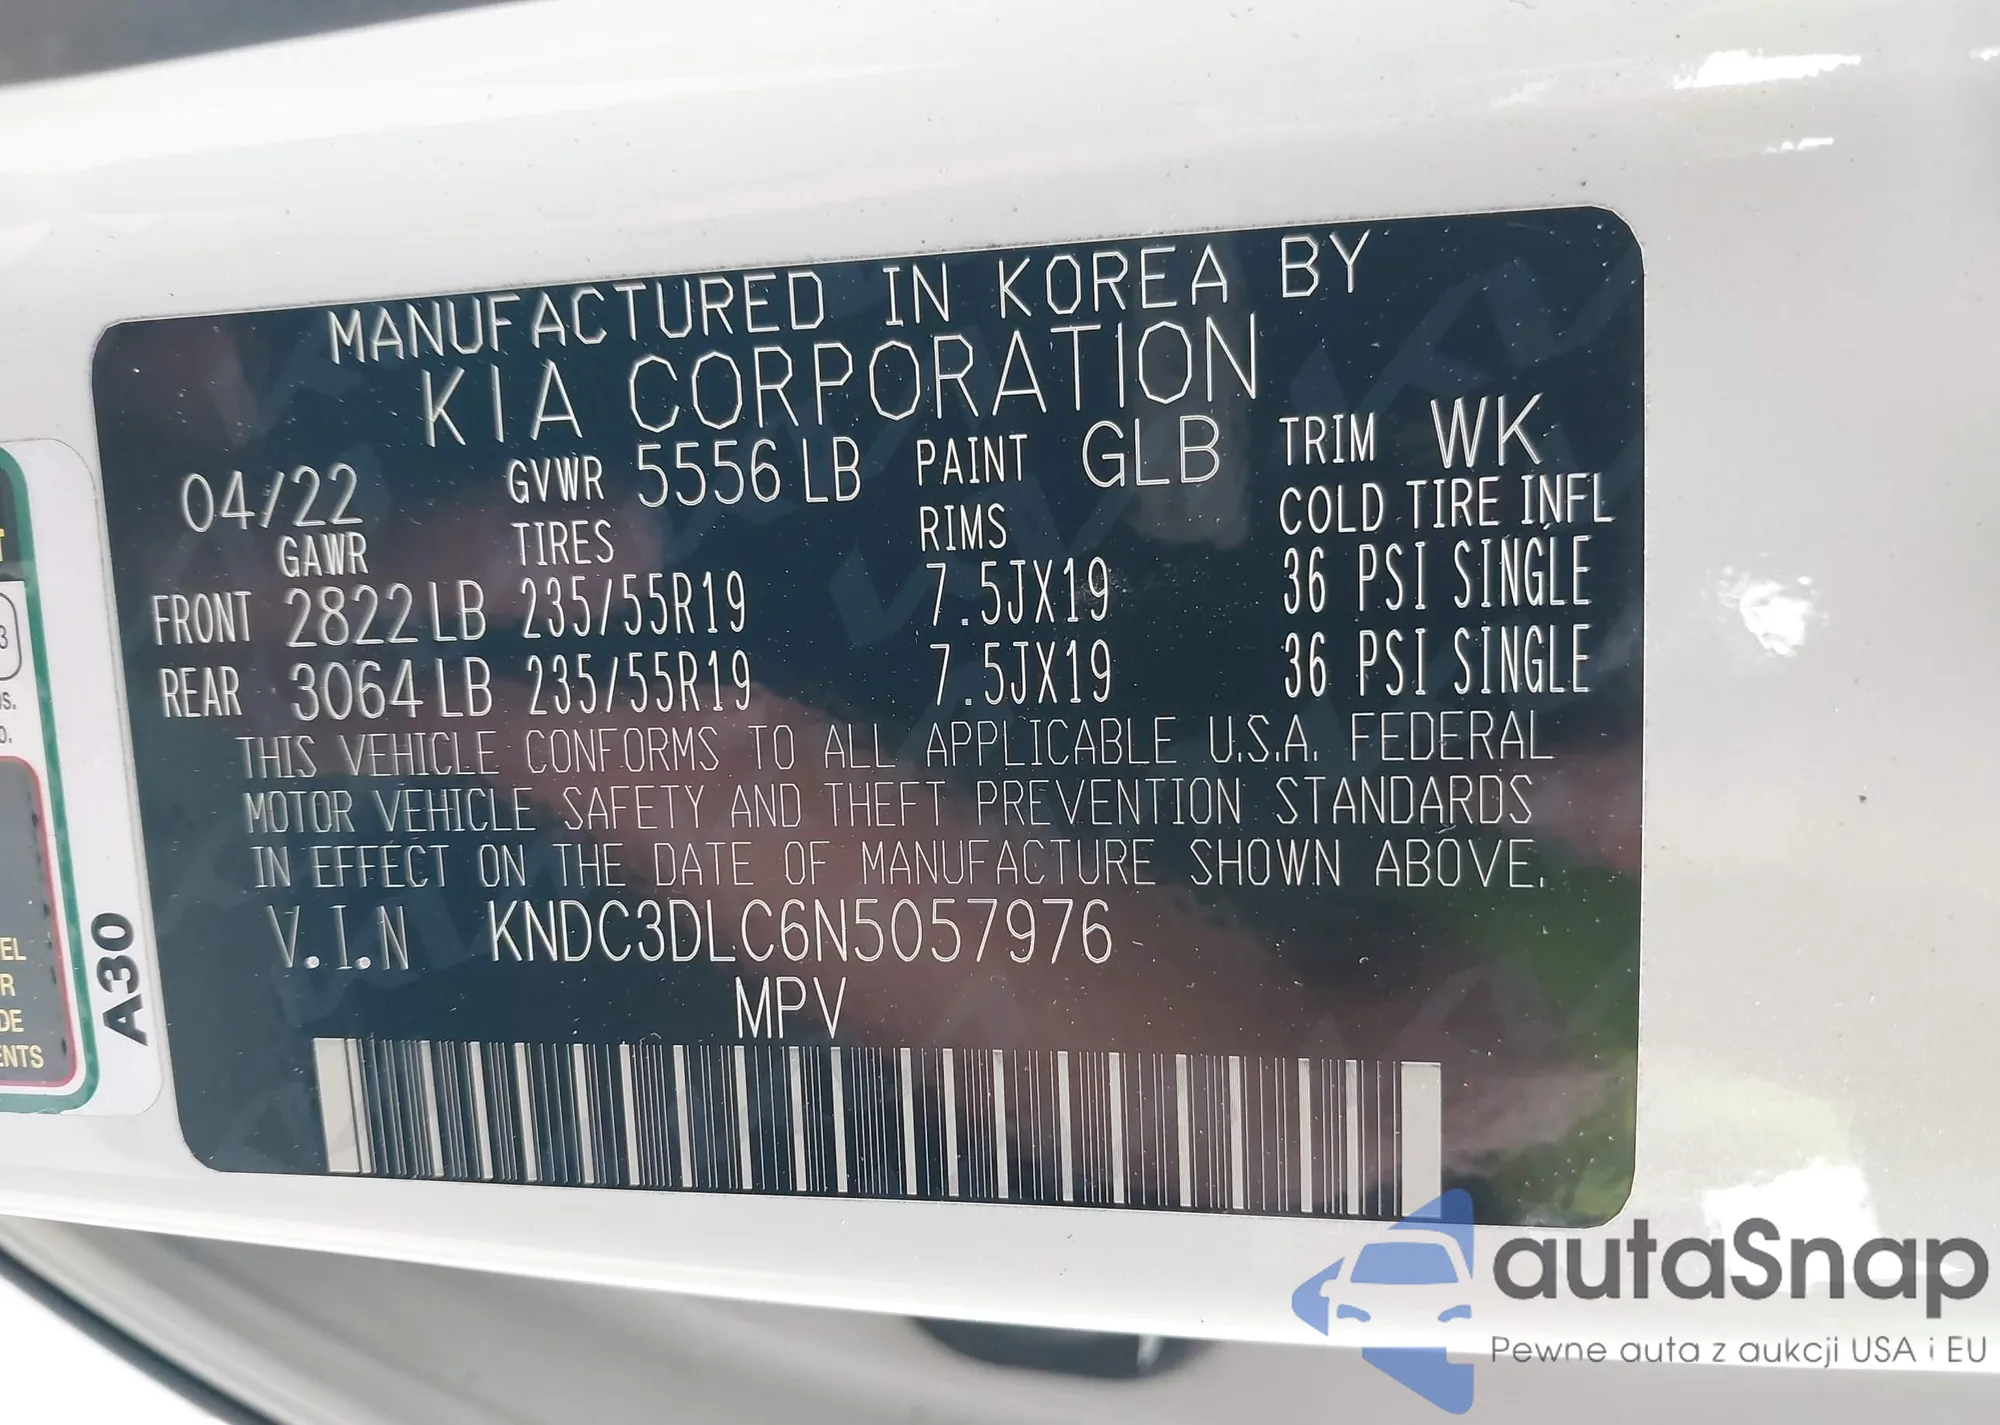 MANUFACTURED IN KOREA BY
KIA CORPORATION
04/22 GVWR 5556 LB PAINT GLB TRIM WK
GAWR TIRES RIMS COLD TIRE INFL
FRONT 2822 LB 235/55R19 7.5JX19 36 PSI SINGLE
REAR 3064 LB 235/55R19 7.5JX19 36 PSI SINGLE
THIS VEHICLE CONFORMS TO ALL APPLICABLE U.S.A. FEDERAL
MOTOR VEHICLE SAFETY AND THEFT PREVENTION STANDARDS
IN EFFECT ON THE DATE OF MANUFACTURE SHOWN ABOVE.
V.I.N KNDC3DLC6N5057976
MPV
A30
autaSnap
Pewne auta z aukcji USA i EU